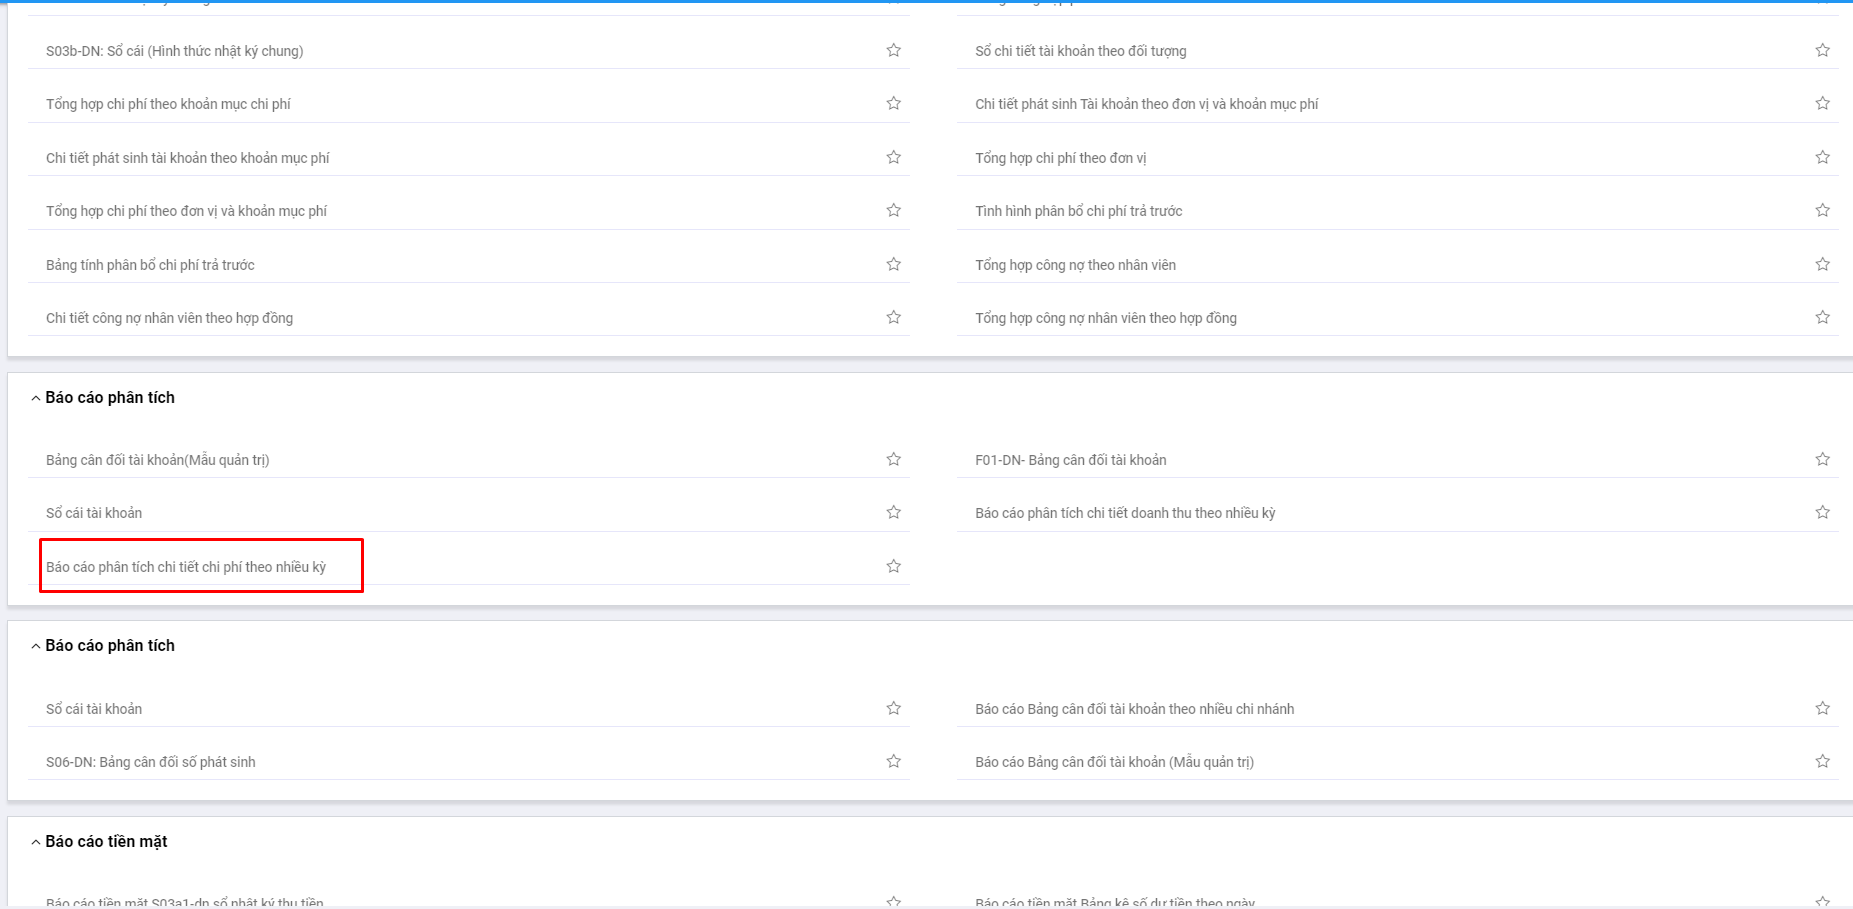 S03b-DN: Sổ cái (Hình thức nhật ký chung)
Sổ chi tiết tài khoản theo đối tượng
Tổng hợp chi phí theo khoản mục chi phí
Chi tiết phát sinh Tài khoản theo đơn vị và khoản mục phí
Chi tiết phát sinh tài khoản theo khoản mục phí
Tổng hợp chi phí theo đơn vị
Tổng hợp chi phí theo đơn vị và khoản mục phí
Tình hình phân bổ chi phí trả trước
Bảng tính phân bổ chi phí trả trước
Tổng hợp công nợ theo nhân viên
Chi tiết công nợ nhân viên theo hợp đồng
Tổng hợp công nợ nhân viên theo hợp đồng
Báo cáo phân tích
Bảng cân đối tài khoản(Mẫu quản trị)
F01-DN- Bảng cân đối tài khoản
Sổ cái tài khoản
Báo cáo phân tích chi tiết doanh thu theo nhiều kỳ
Báo cáo phân tích chi tiết chi phí theo nhiều kỳ
Báo cáo phân tích
Sổ cái tài khoản
Báo cáo Bảng cân đối tài khoản theo nhiều chi nhánh
S06-DN: Bảng cân đối số phát sinh
Báo cáo Bảng cân đối tài khoản (Mẫu quản trị)
Báo cáo tiền mặt
Báo cáo tiền mặt S03a1-dn sổ nhật ký thu tiền
Báo cáo tiền mặt Bảng kê số dư tiền theo ngày